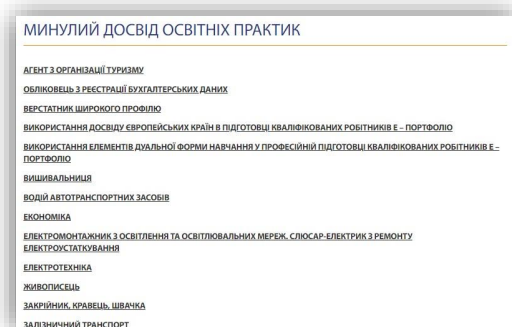 МИНУЛИЙ ДОСВІД ОСВІТНІХ ПРАКТИК
АГЕНТ З ОРГАНІЗАЦІЇ ТУРИЗМУ
ОБЛІКОВЕЦЬ З РЕЄСТРАЦІЇ БУХГАЛТЕРСЬКИХ ДАНИХ
ВЕРСТАТНИК ШИРОКОГО ПРОФІЛЮ
ВИКОРИСТАННЯ ДОСВІДУ ЄВРОПЕЙСЬКИХ КРАЇН В ПІДГОТОВЦІ КВАЛІФІКОВАНИХ РОБІТНИКІВ Е – ПОРТФОЛІО
ВИКОРИСТАННЯ ЕЛЕМЕНТІВ ДУАЛЬНОЇ ФОРМИ НАВЧАННЯ У ПРОФЕСІЙНІЙ ПІДГОТОВЦІ КВАЛІФІКОВАНИХ РОБІТНИКІВ Е –
ПОРТФОЛІО
ВИШИВАЛЬНИЦЯ
ВОДІЙ АВТОТРАНСПОРТНИХ ЗАСОБІВ
ЕКОНОМІКА
ЕЛЕКТРОМОНТАЖНИК З ОСВІТЛЕННЯ ТА ОСВІТЛЮВАЛЬНИХ МЕРЕЖ. СЛЮСАР-ЕЛЕКТРИК З РЕМОНТУ
ЕЛЕКТРОУСТАТКУВАННЯ
ЕЛЕКТРОТЕХНІКА
ЖИВОПИСЕЦЬ
ЗАКРІЙНИК, КРАВЕЦЬ, ШВАЧКА
ЗАЛІЗНИЧНИЙ ТРАНСПОРТ